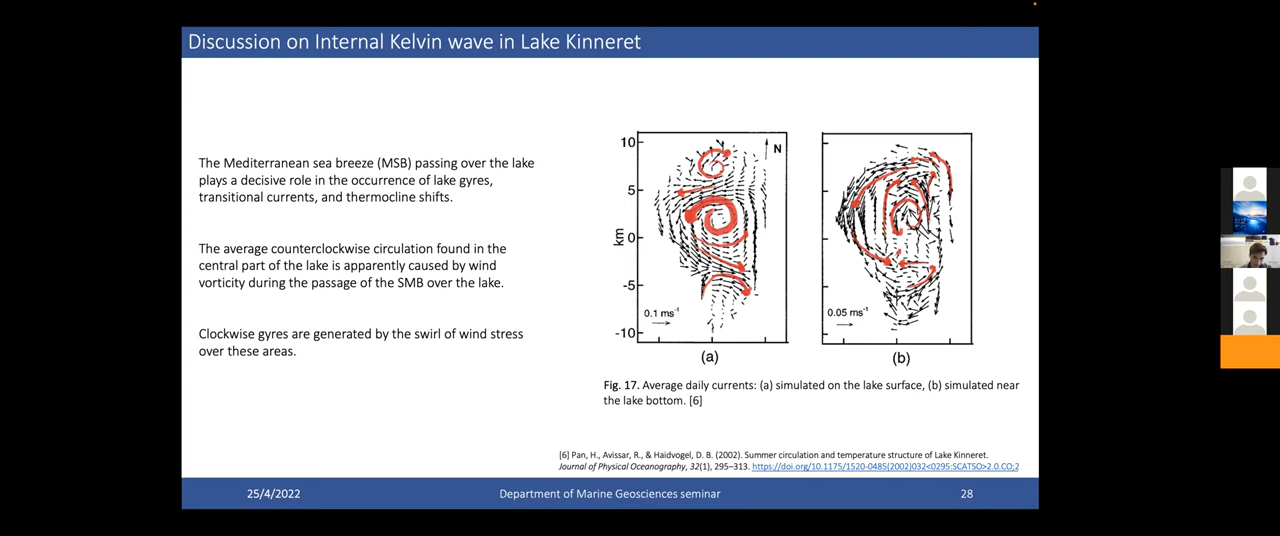 Discussion on Internal Kelvin wave in Lake Kinneret
The Mediterranean sea breeze (MSB) passing over the lake
plays a decisive role in the occurrence of lake gyres,
transitional currents, and thermocline shifts.
The average counterclockwise circulation found in the
central part of the lake is apparently caused by wind
vorticity during the passage of the SMB over the lake.
Clockwise gyres are generated by the swirl of wind stress
over these areas.
10
5
km 0
-5
-10
N
0.1 ms⁻¹
0.05 ms⁻¹
(a)
(b)
Fig. 17. Average daily currents: (a) simulated on the lake surface, (b) simulated near
the lake bottom. [6]
[6] Pan, H., Avissar, R., & Haidvogel, D. B. (2002). Summer circulation and temperature structure of Lake Kinneret.
Journal of Physical Oceanography, 32(1), 295–313. https://doi.org/10.1175/1520-0485(2002)032<0295:SCATSO>2.0.CO;2
25/4/2022
Department of Marine Geosciences seminar
28